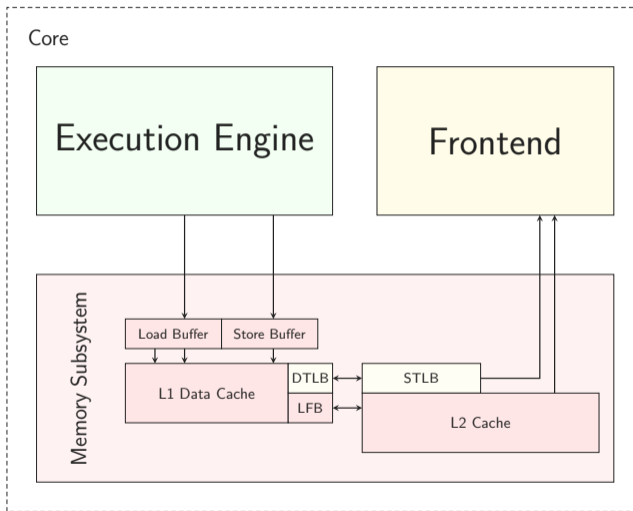 Core
Execution Engine
Frontend
Memory Subsystem
Load Buffer
Store Buffer
L1 Data Cache
DTLB
LFB
STLB
L2 Cache